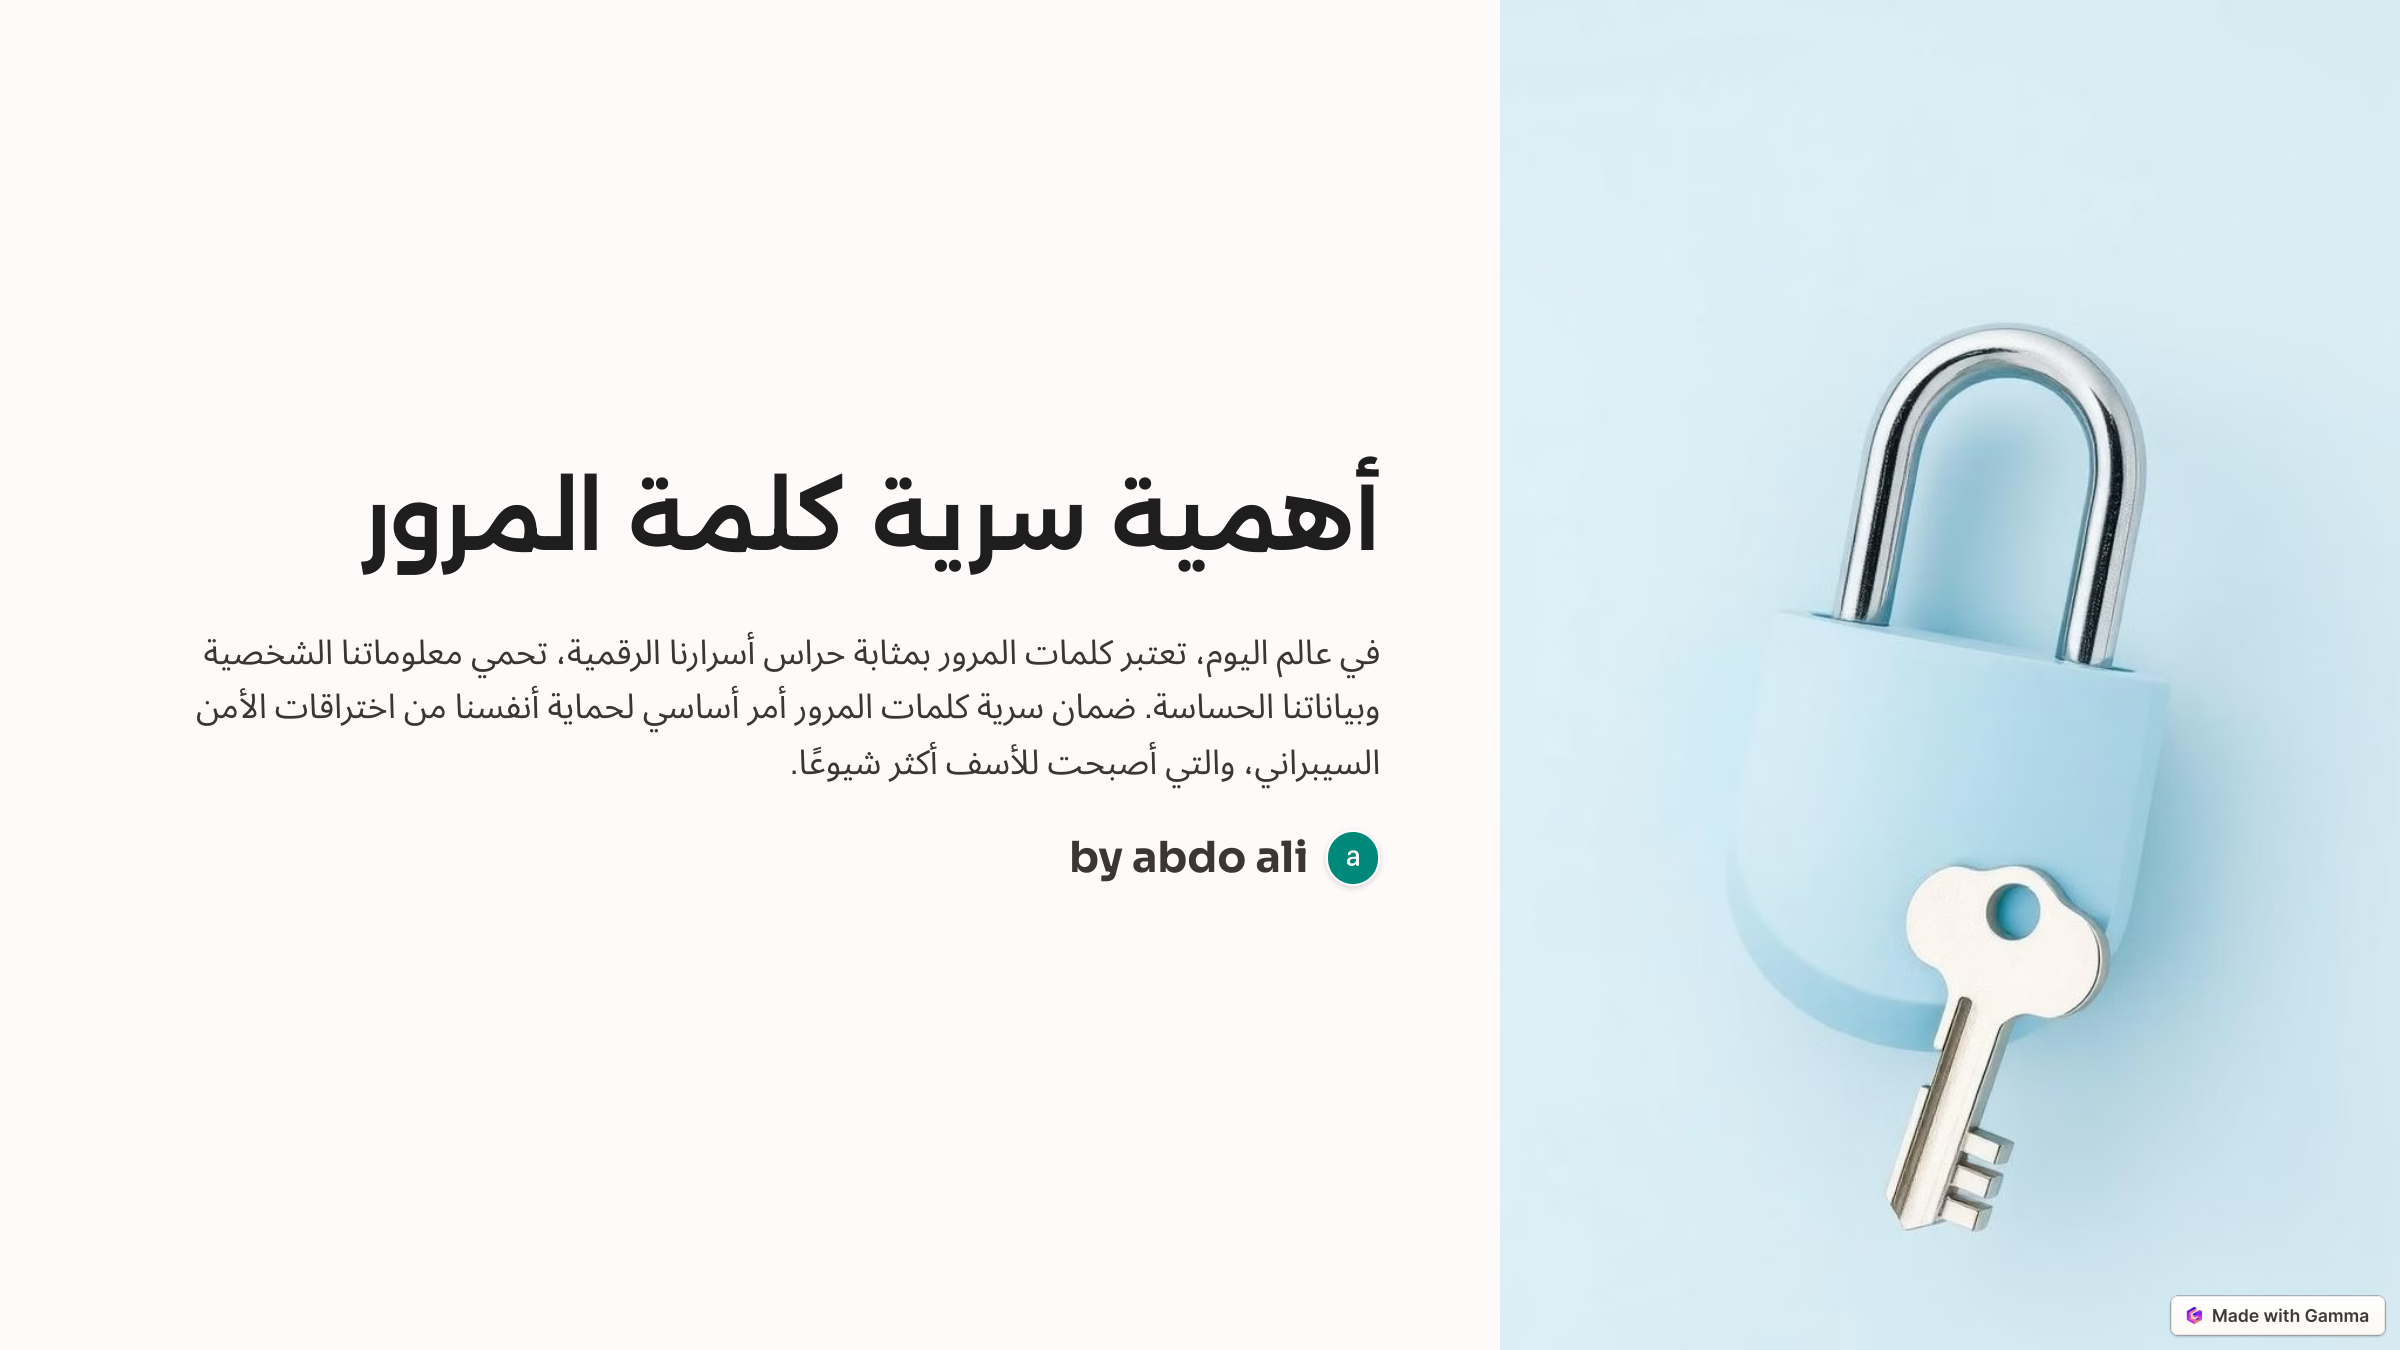 أهمية سرية كلمة المرور
في عالم اليوم، تعتبر كلمات المرور بمثابة حراس أسرارنا الرقمية، تحمي معلوماتنا الشخصية
وبياناتنا الحساسة. ضمان سرية كلمات المرور أمر أساسي لحماية أنفسنا من اختراقات الأمن
السيبراني، والتي أصبحت للأسف أكثر شيوعًا.
a by abdo ali
Made with Gamma